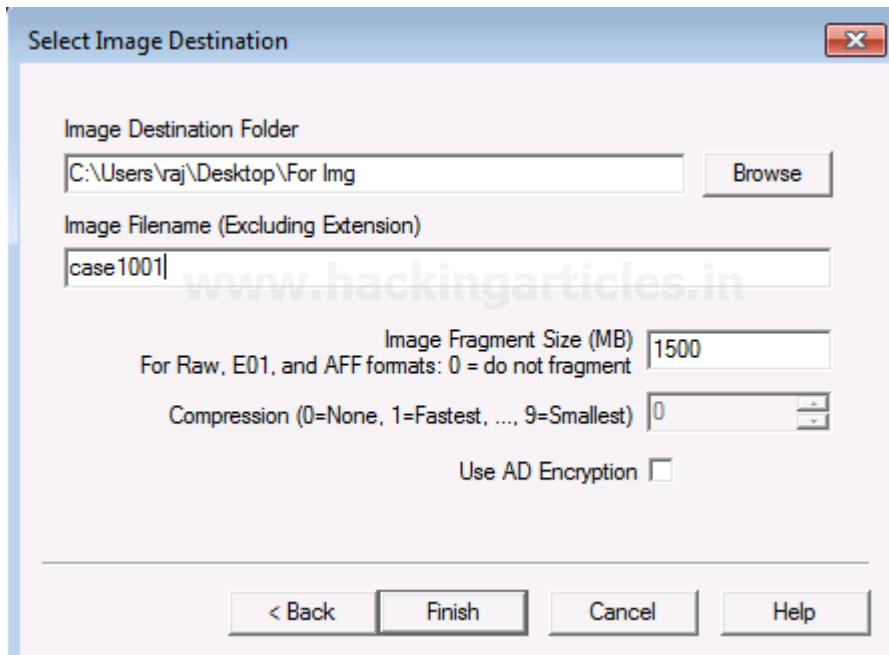 Select Image Destination
Image Destination Folder
C:\Users\raj\Desktop\For Img
Browse
Image Filename (Excluding Extension)
case1001
www.hackingarticles.in
Image Fragment Size (MB)
For Raw, E01, and AFF formats: 0 = do not fragment
1500
Compression (0=None, 1=Fastest, ..., 9=Smallest)
0
Use AD Encryption
< Back
Finish
Cancel
Help